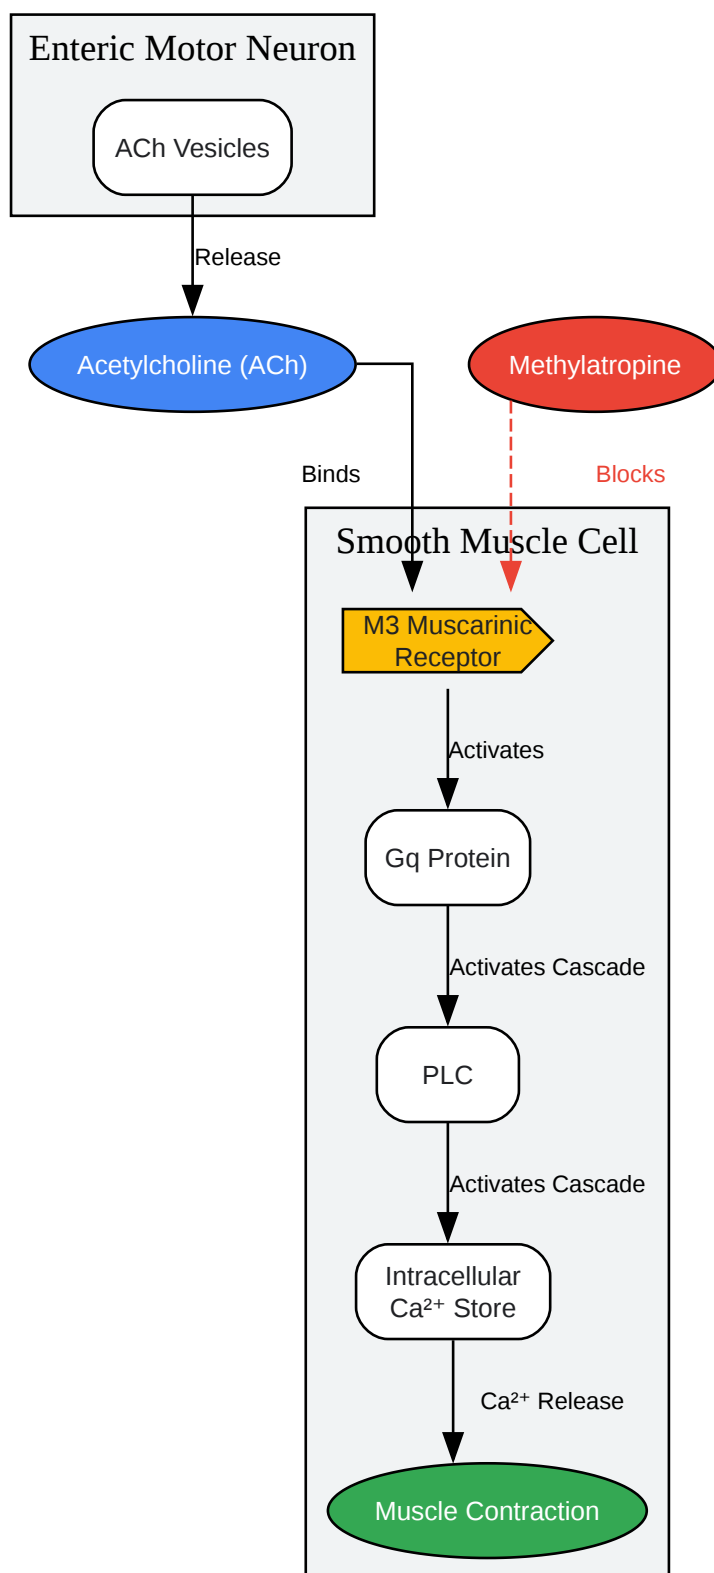 Enteric Motor Neuron
ACh Vesicles
Release
Acetylcholine (ACh)
Methylatropine
Binds
Blocks
Smooth Muscle Cell
M3 Muscarinic
Receptor
Activates
Gq Protein
Activates Cascade
PLC
Activates Cascade
Intracellular
Ca²⁺ Store
Ca²⁺ Release
Muscle Contraction